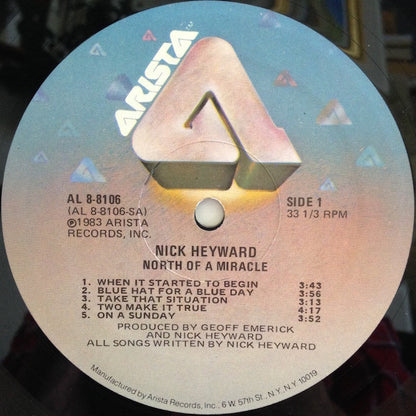 ARISTA
AL 8-8106
(AL 8-8106-SA)
Ⓟ1983 ARISTA
RECORDS, INC.
SIDE 1
33 1/3 RPM
NICK HEYWARD
NORTH OF A MIRACLE
1. WHEN IT STARTED TO BEGIN 3:43
2. BLUE HAT FOR A BLUE DAY 3:56
3. TAKE THAT SITUATION 3:13
4. TWO MAKE IT TRUE 4:17
5. ON A SUNDAY 3:52
PRODUCED BY GEOFF EMERICK
AND NICK HEYWARD
ALL SONGS WRITTEN BY NICK HEYWARD
Manufactured by Arista Records, Inc., 6 W. 57th St., N.Y., N.Y. 10019